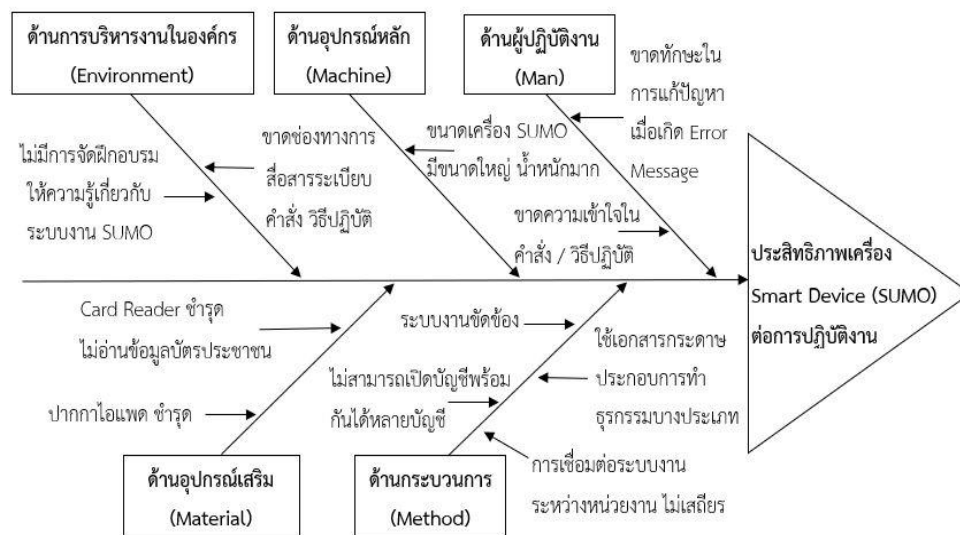 ด้านการบริหารงานในองค์กร
(Environment)
ด้านอุปกรณ์หลัก
(Machine)
ด้านผู้ปฏิบัติงาน
(Man)
ไม่มีการจัดฝึกอบรม
ให้ความรู้เกี่ยวกับ
ระบบงาน SUMO
ขาดช่องทางการ
สื่อสารระเบียบ
คำสั่ง วิธีปฏิบัติ
ขนาดเครื่อง SUMO
มีขนาดใหญ่ น้ำหนักมาก
ขาดทักษะใน
การแก้ปัญหา
เมื่อเกิด Error
Message
ขาดความเข้าใจใน
คำสั่ง / วิธีปฏิบัติ
ประสิทธิภาพเครื่อง
Smart Device (SUMO)
ต่อการปฏิบัติงาน
Card Reader ชำรุด
ไม่อ่านข้อมูลบัตรประชาชน
ปากกาไอแพด ชำรุด
ระบบงานขัดข้อง
ไม่สามารถเปิดบัญชีพร้อม
กันได้หลายบัญชี
ใช้เอกสารกระดาษ
ประกอบการทำ
ธุรกรรมบางประเภท
การเชื่อมต่อระบบงาน
ระหว่างหน่วยงาน ไม่เสถียร
ด้านอุปกรณ์เสริม
(Material)
ด้านกระบวนการ
(Method)